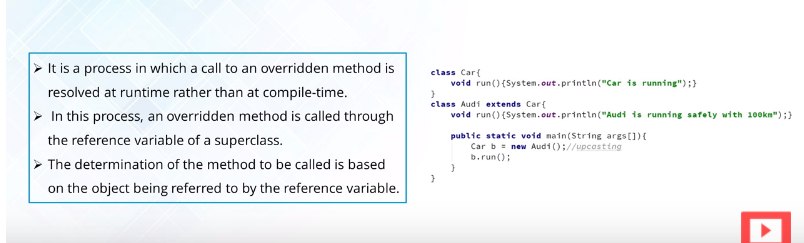 ➢ It is a process in which a call to an overridden method is
resolved at runtime rather than at compile-time.
➢ In this process, an overridden method is called through
the reference variable of a superclass.
➢ The determination of the method to be called is based
on the object being referred to by the reference variable.
class Car{
    void run(){System.out.println("Car is running");}
}
class Audi extends Car{
    void run(){System.out.println("Audi is running safely with 100km");}
    public static void main(String args[]){
        Car b = new Audi();//upcasting
        b.run();
    }
}